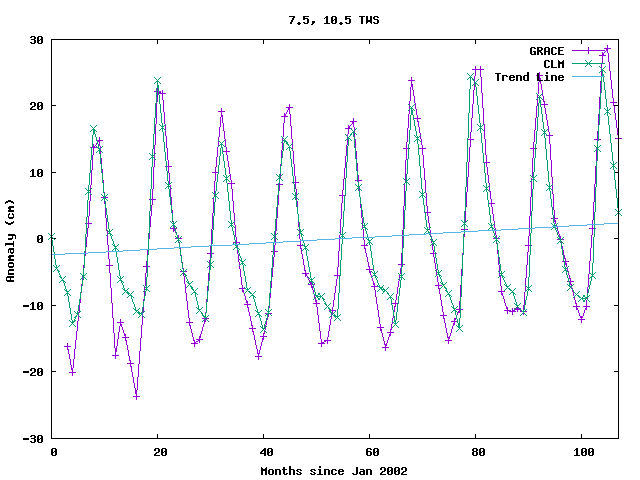 7.5, 10.5 TWS
GRACE
CLM
Trend Line
30
20
10
0
-10
-20
-30
Anomaly (cm)
0 20 40 60 80 100
Months since Jan 2002